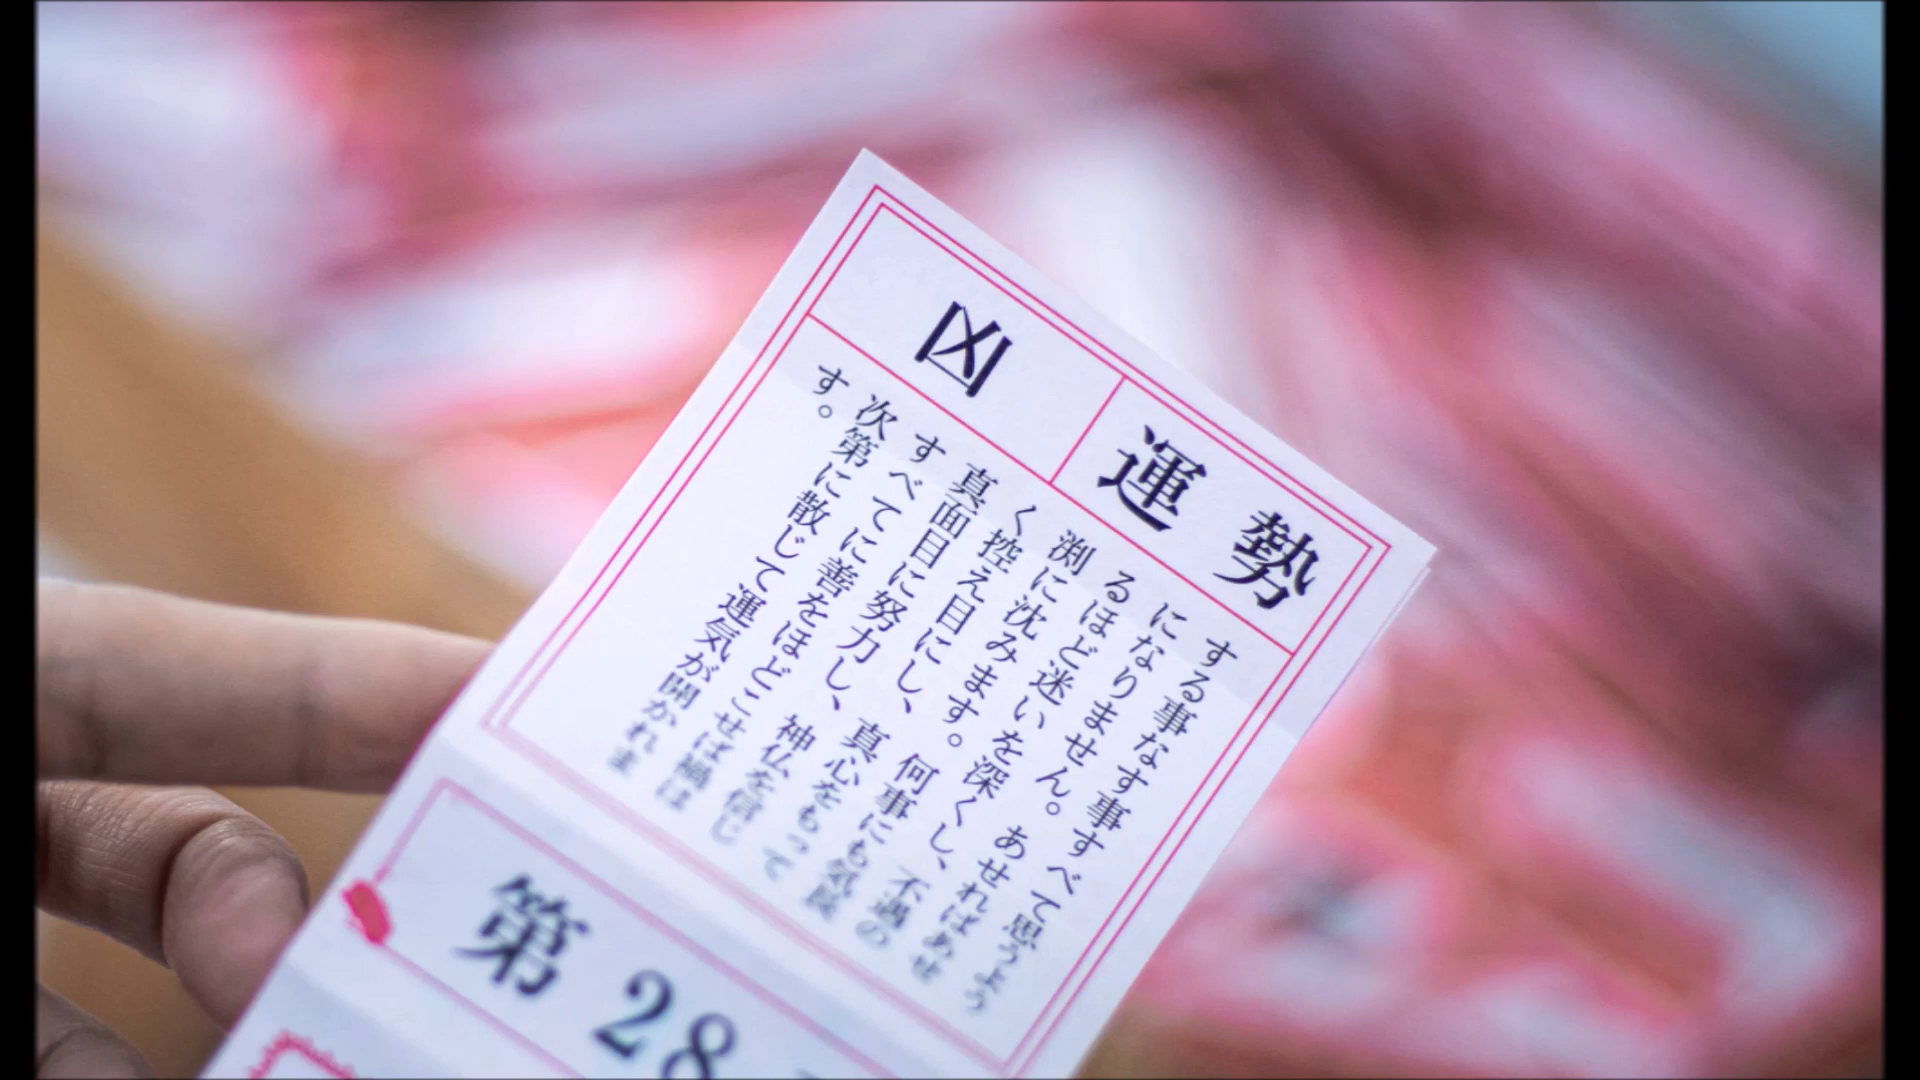 運勢
凶
する事なす事すべて思うよう
になりません。あせればあせ
るほど迷いを深くし、不遇の
渕に沈みます。何事にも気長
く控え目にし、真心をもって
真面目に努力し、神仏を信じ
すべてに善をほどこせば禍は
次第に散じて運気が開かれま
す。
第28